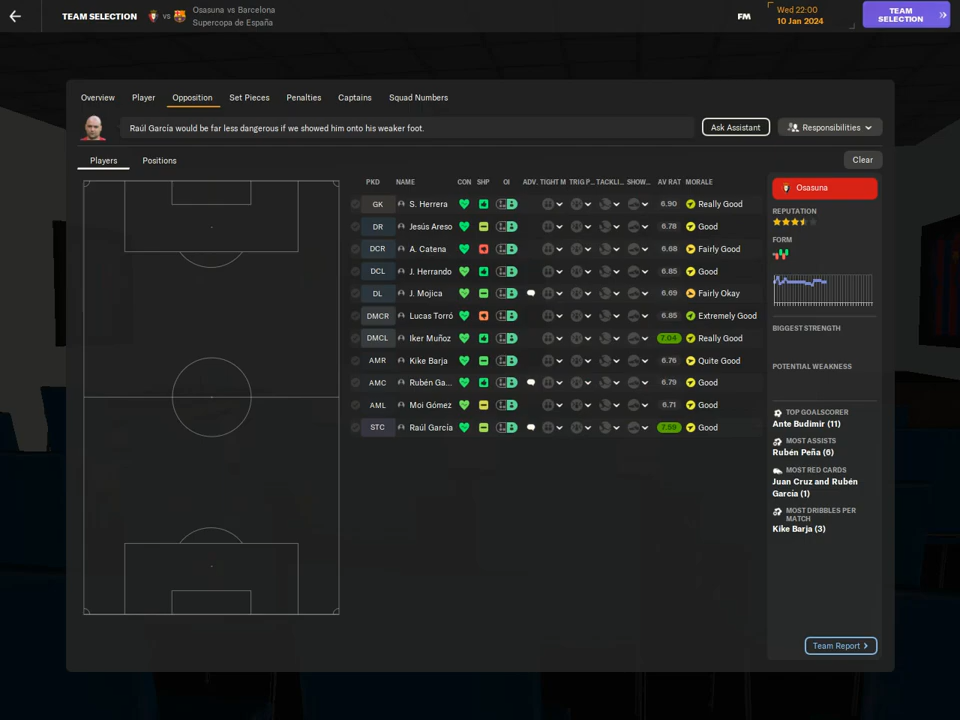 TEAM SELECTION
vs
Osasuna vs Barcelona
Supercopa de España
FM
Wed 22:00
10 Jan 2024
TEAM
SELECTION
Overview Player Opposition Set Pieces Penalties Captains Squad Numbers
Raúl García would be far less dangerous if we showed him onto his weaker foot.
Ask Assistant
Responsibilities
Players Positions
Clear
PKD NAME CON SHP OI ADV. TIGHT M TRIG P... TACKLI... SHOW... AV RAT MORALE
GK S. Herrera 6.90 Really Good
DR Jesús Areso 6.78 Good
DCR A. Catena 6.68 Fairly Good
DCL J. Herrando 6.85 Good
DL J. Mojica 6.69 Fairly Okay
DMCR Lucas Torró 6.85 Extremely Good
DMCL Iker Muñoz 7.04 Really Good
AMR Kike Barja 6.76 Quite Good
AMC Rubén Ga... 6.79 Good
AML Moi Gómez 6.71 Good
STC Raúl García 7.59 Good
Osasuna
REPUTATION
FORM
BIGGEST STRENGTH
POTENTIAL WEAKNESS
TOP GOALSCORER
Ante Budimir (11)
MOST ASSISTS
Rubén Peña (6)
MOST RED CARDS
Juan Cruz and Rubén
García (1)
MOST DRIBBLES PER
MATCH
Kike Barja (3)
Team Report